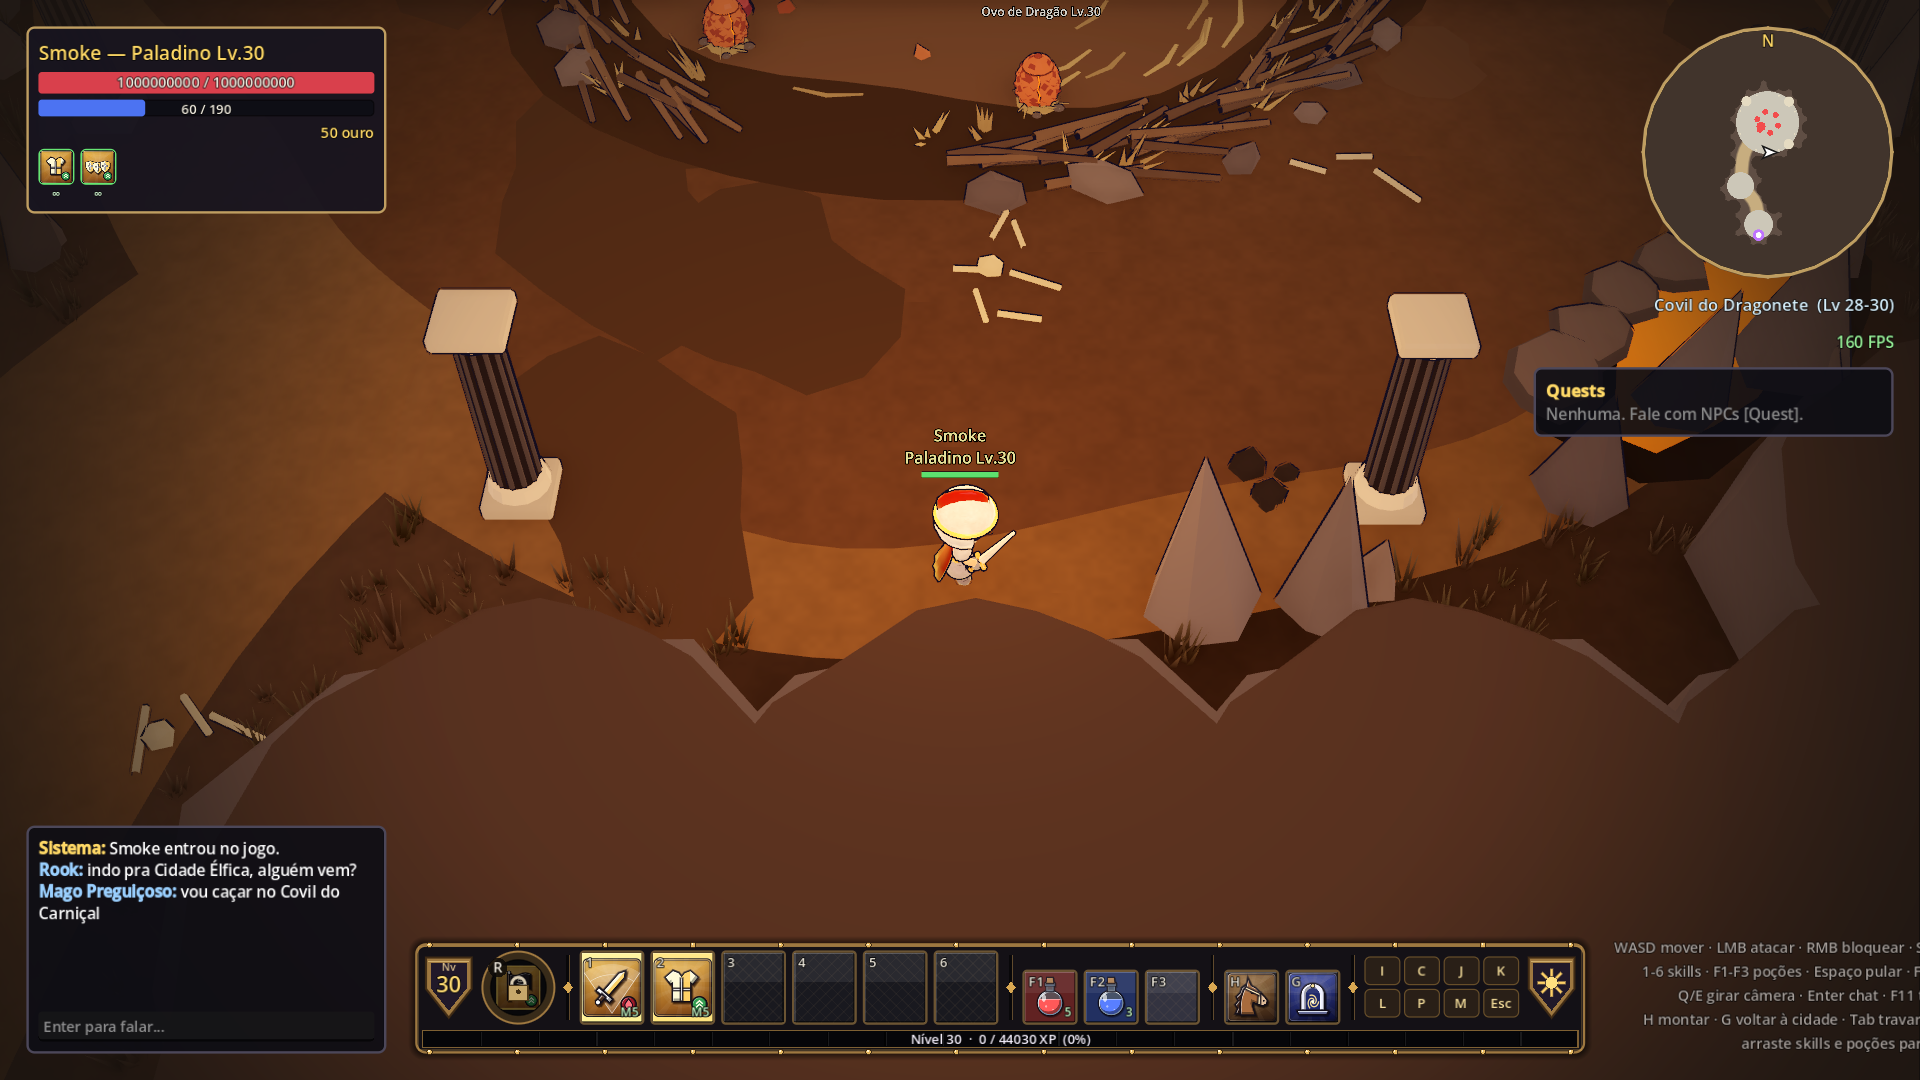 Ovo de Dragão Lv.30
Smoke — Paladino Lv.30
1000000000 / 1000000000
60 / 190
50 ouro
∞ ∞
N
Covil do Dragonete (Lv 28-30)
160 FPS
Quests
Nenhuma. Fale com NPCs [Quest].
Smoke
Paladino Lv.30
Sistema: Smoke entrou no jogo.
Rook: indo pra Cidade Élfica, alguém vem?
Mago Preguiçoso: vou caçar no Covil do
Carniçal
Enter para falar...
Nv
30
R
1 M5
2 M5
3
4
5
6
F1 5
F2 3
F3
H
G
I C J K
L P M Esc
Nível 30 · 0 / 44030 XP (0%)
WASD mover · LMB atacar · RMB bloquear · S
1-6 skills · F1-F3 poções · Espaço pular · F
Q/E girar câmera · Enter chat · F11 t
H montar · G voltar à cidade · Tab travar
arraste skills e poções par